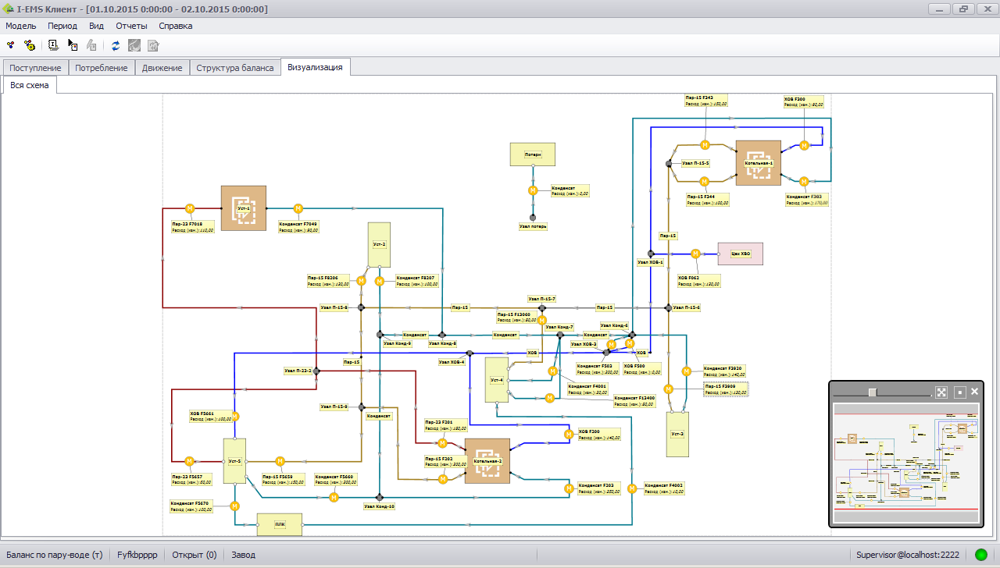 I-EMS Клиент - [01.10.2015 0:00:00 - 02.10.2015 0:00:00]
Модель Период Вид Отчеты Справка
Поступление Потребление Движение Структура баланса Визуализация
Вся схема
Пар-15 F343
Расход (изм.):150,00
ХОВ F300
Расход (изм.):90,00
Потери
Котельная-1
Узел П-15-5
Конденсат
Расход (изм.):0,00
Пар-15 F344
Расход (изм.):100,00
Конденсат F303
Расход (изм.):170,00
Уст-1
Пар-23 F7018
Расход (изм.):110,00
Конденсат F7049
Расход (изм.):90,00
Узел потерь
Пар-15
Уст-2
Цех ХВО
Узел ХОВ-1
Пар-15 F8206
Расход (изм.):120,00
Конденсат F8207
Расход (изм.):100,00
ХОВ F062
Расход (изм.):120,00
Узел П-15-7
Узел П-15-8
Пар-15
Пар-15
Узел П-15-6
Пар-15 F13060
Расход (изм.):90,00
Узел Конд-7
Узел Конд-6
Конденсат
Конденсат
Конденсат
Узел Конд-9
Узел Конд-8
Узел ХОВ-3
ХОВ
ХОВ
Пар-15
Узел ХОВ-4
Узел П-23-2
Конденсат F503
Расход (изм.):200,00
ХОВ F500
Расход (изм.):0,00
Конденсат F3920
Расход (изм.):140,00
Уст-4
Конденсат F4001
Расход (изм.):30,00
Пар-15 F3909
Расход (изм.):120,00
Конденсат F13400
Расход (изм.):50,00
Узел П-15-9
ХОВ F5661
Расход (изм.):100,00
Конденсат
Пар-23 F201
Расход (изм.):160,00
ХОВ F200
Расход (изм.):140,00
Уст-3
Уст-5
Пар-15 F202
Расход (изм.):200,00
Котельная-2
Пар-23 F5657
Расход (изм.):50,00
Пар-15 F5659
Расход (изм.):150,00
Конденсат F5660
Расход (изм.):200,00
Конденсат F203
Расход (изм.):250,00
Конденсат F4002
Расход (изм.):10,00
Конденсат F5670
Расход (изм.):100,00
Узел Конд-10
ПЛК
Баланс по пару-воде (т) Fyfkbpppp Открыт (0) Завод Supervisor@localhost:2222